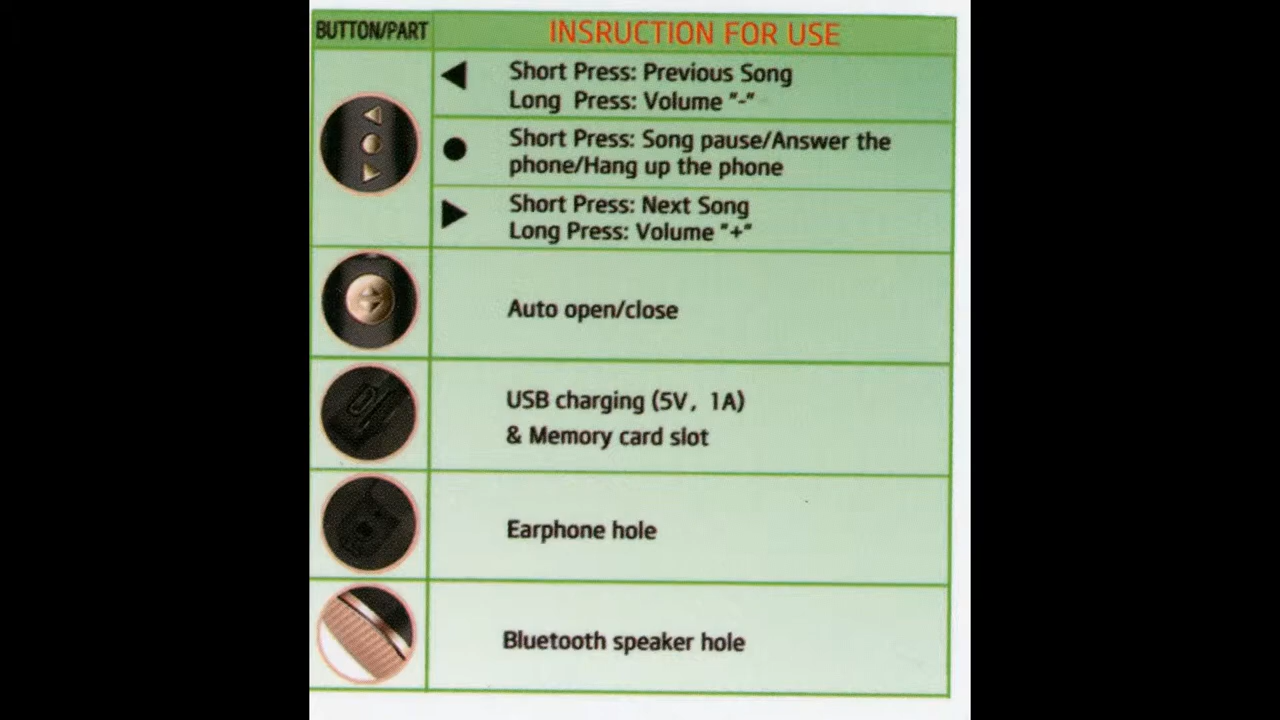 BUTTON/PART
INSRUCTION FOR USE
Short Press: Previous Song
Long Press: Volume "-"
Short Press: Song pause/Answer the
phone/Hang up the phone
Short Press: Next Song
Long Press: Volume "+"
Auto open/close
USB charging (5V, 1A)
& Memory card slot
Earphone hole
Bluetooth speaker hole